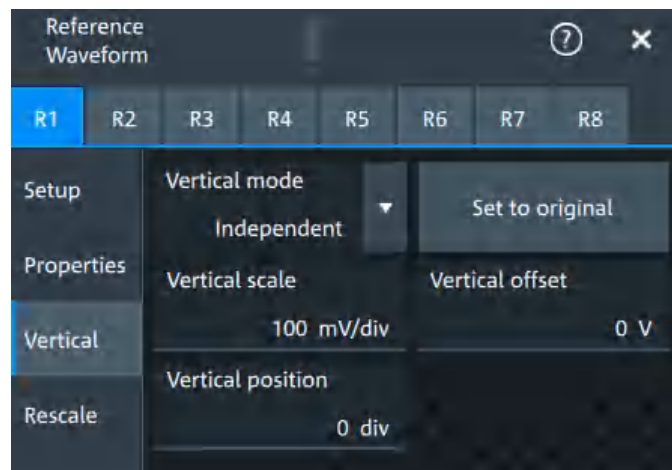 Reference
Waveform
?
R1 R2 R3 R4 R5 R6 R7 R8
Setup
Properties
Vertical
Rescale
Vertical mode
Independent
Set to original
Vertical scale
100 mV/div
Vertical offset
0 V
Vertical position
0 div